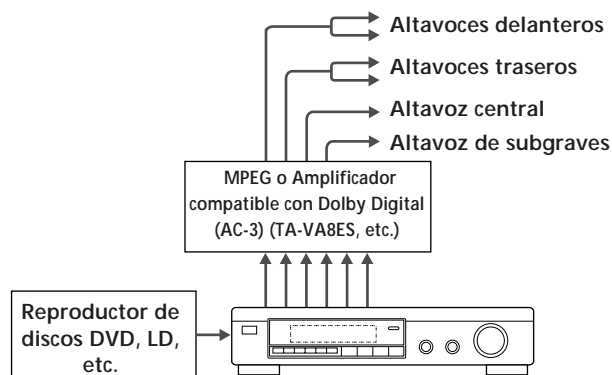 Altavoces delanteros
Altavoces traseros
Altavoz central
Altavoz de subgraves
MPEG o Amplificador
compatible con Dolby Digital
(AC-3) (TA-VA8ES, etc.)
Reproductor de
discos DVD, LD,
etc.